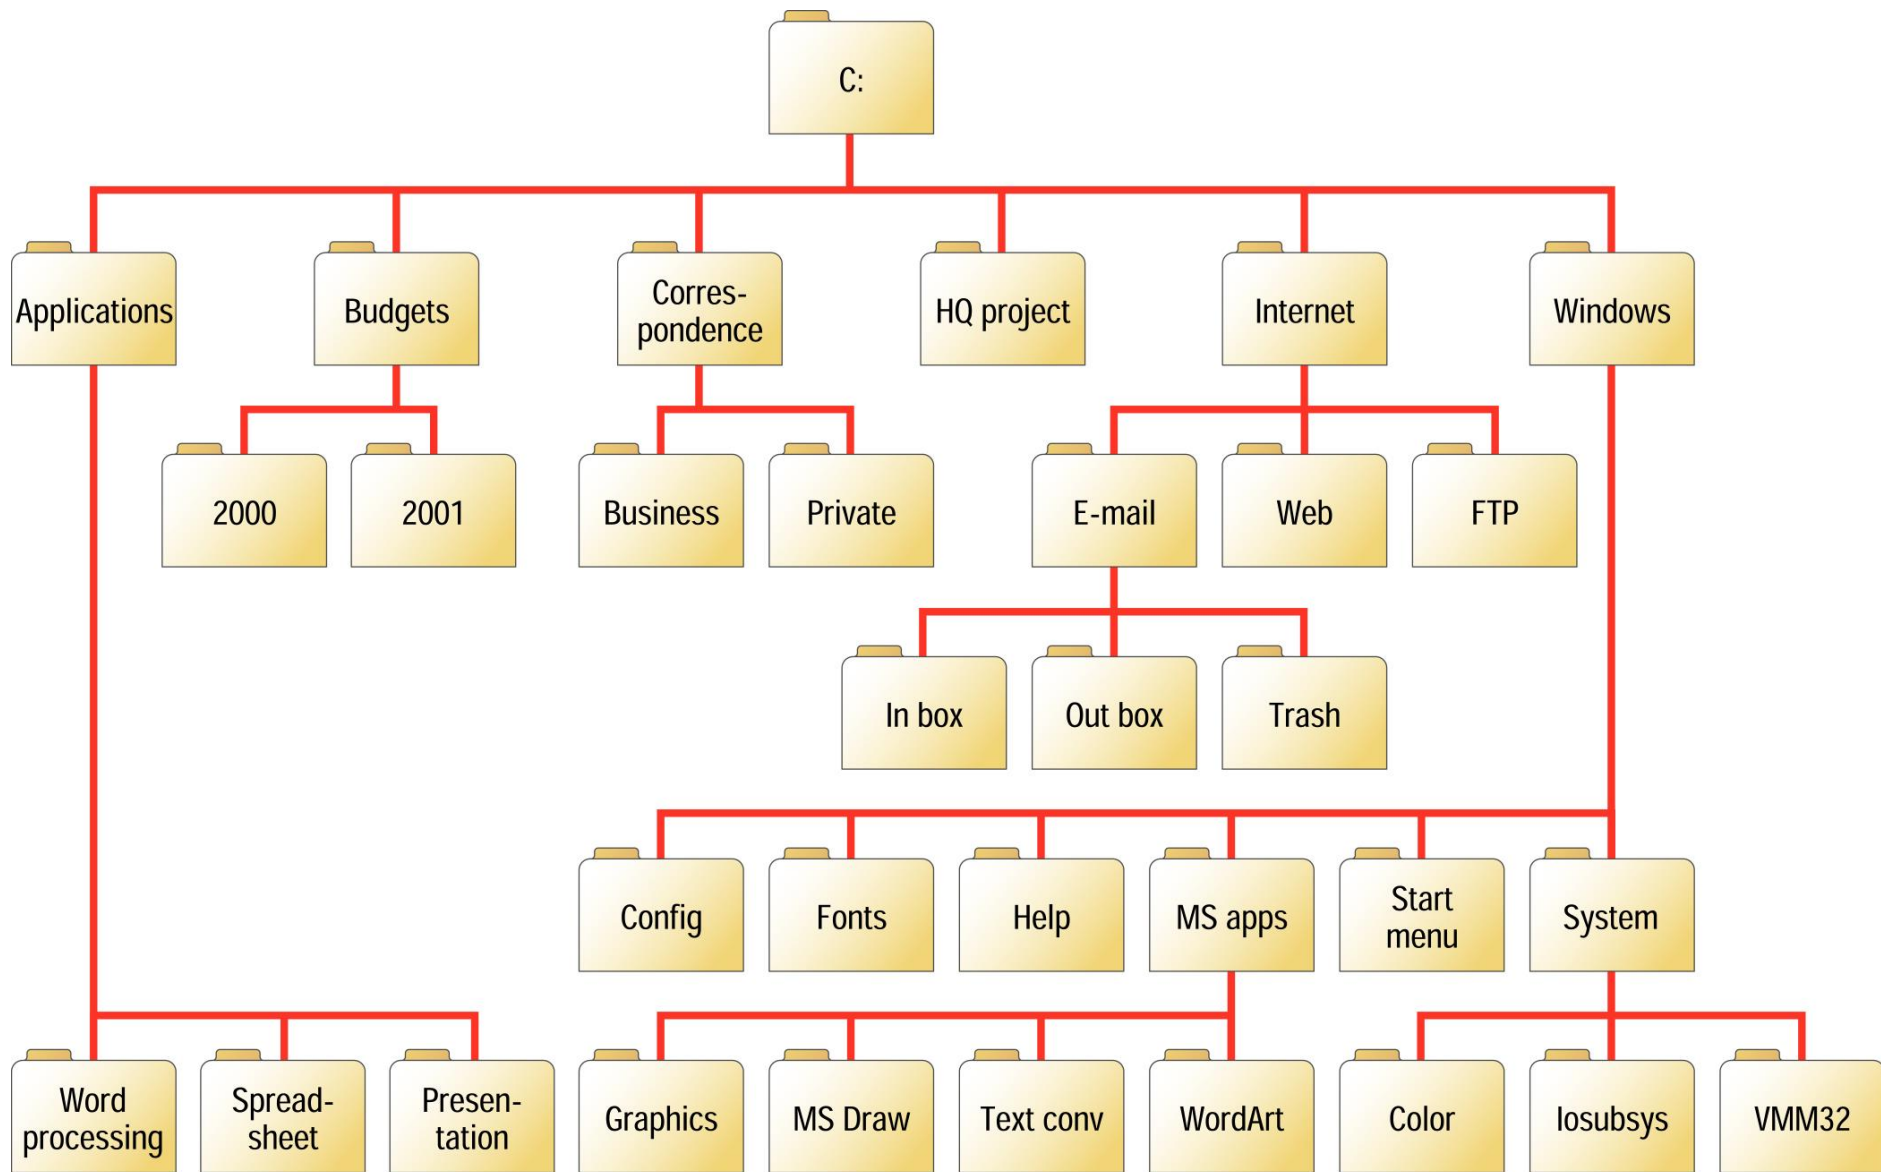 C:
Applications
Budgets
Corres-
pondence
HQ project
Internet
Windows
2000
2001
Business
Private
E-mail
Web
FTP
In box
Out box
Trash
Config
Fonts
Help
MS apps
Start
menu
System
Word
processing
Spread-
sheet
Presen-
tation
Graphics
MS Draw
Text conv
WordArt
Color
Iosubsys
VMM32